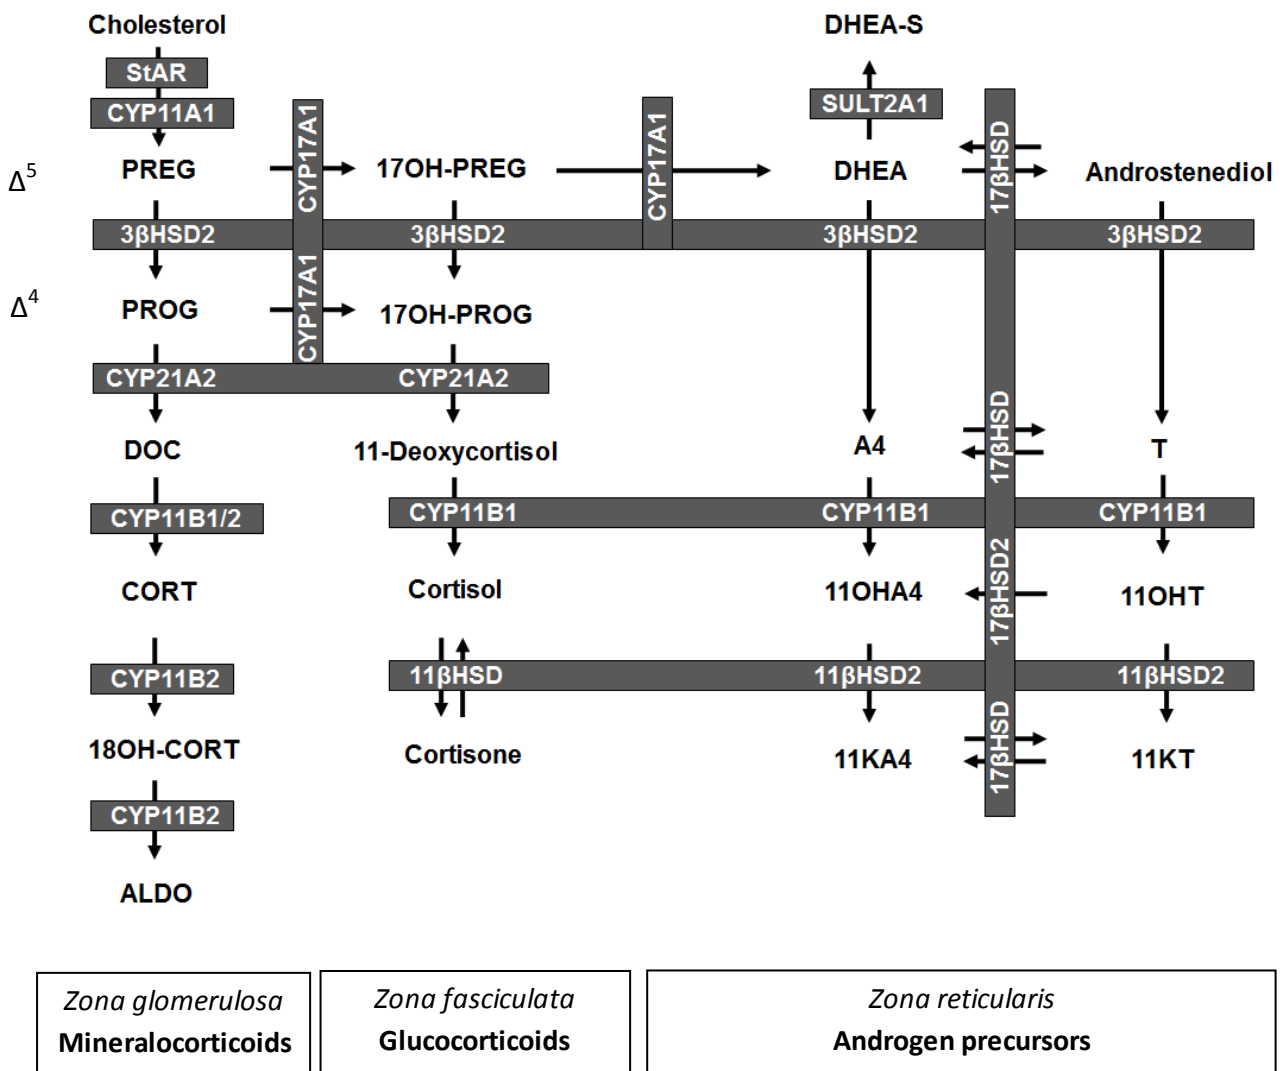 Cholesterol DHEA-S
StAR
CYP11A1 SULT2A1
CYP17A1 CYP17A1 17βHSD
Δ⁵ PREG 17OH-PREG DHEA Androstenediol
3βHSD2 3βHSD2 3βHSD2 3βHSD2
CYP17A1
Δ⁴ PROG 17OH-PROG
CYP21A2 CYP21A2
DOC 11-Deoxycortisol A4 17βHSD T
CYP11B1/2 CYP11B1 CYP11B1 CYP11B1
CORT Cortisol 11OHA4 17βHSD2 11OHT
CYP11B2 11βHSD 11βHSD2 11βHSD2
18OH-CORT Cortisone 11KA4 17βHSD 11KT
CYP11B2
ALDO
Zona glomerulosa Zona fasciculata Zona reticularis
Mineralocorticoids Glucocorticoids Androgen precursors